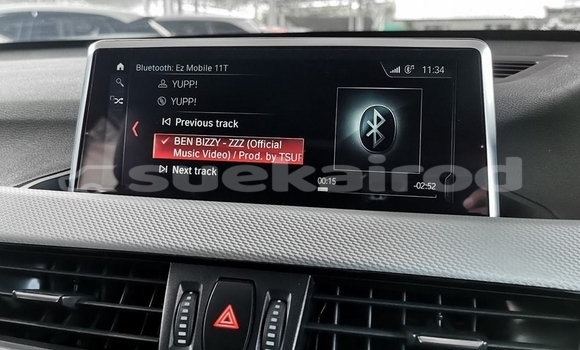 Bluetooth: Ez Mobile 11T
11:34
YUPP!
YUPP!
Previous track
BEN BIZZY - ZZZ (Official
Music Video) / Prod. by TSUF
Next track
00:15
-02:52
suekairod